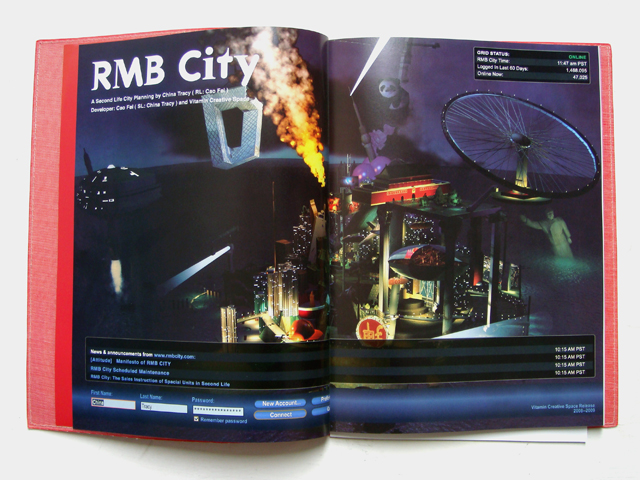 RMB City
A Second Life City Planning by China Tracy ( RL: Cao Fei )
Developer: Cao Fei ( SL: China Tracy ) and Vitamin Creative Space
GRID STATUS: ONLINE
RMB City Time: 11:47 am PST
Logged In Last 60 Days: 1,468,095
Online Now: 47,025
News & announcements from www.rmbcity.com:
[Attitude] Manifesto of RMB CITY
RMB City Scheduled Maintenance
RMB City: The Sales Instruction of Special Units in Second Life
10:15 AM PST
10:15 AM PST
10:15 AM PST
10:15 AM PST
First Name:
China
Last Name:
Tracy
Password:
Remember password
New Account...
Connect
Vitamin Creative Space Release